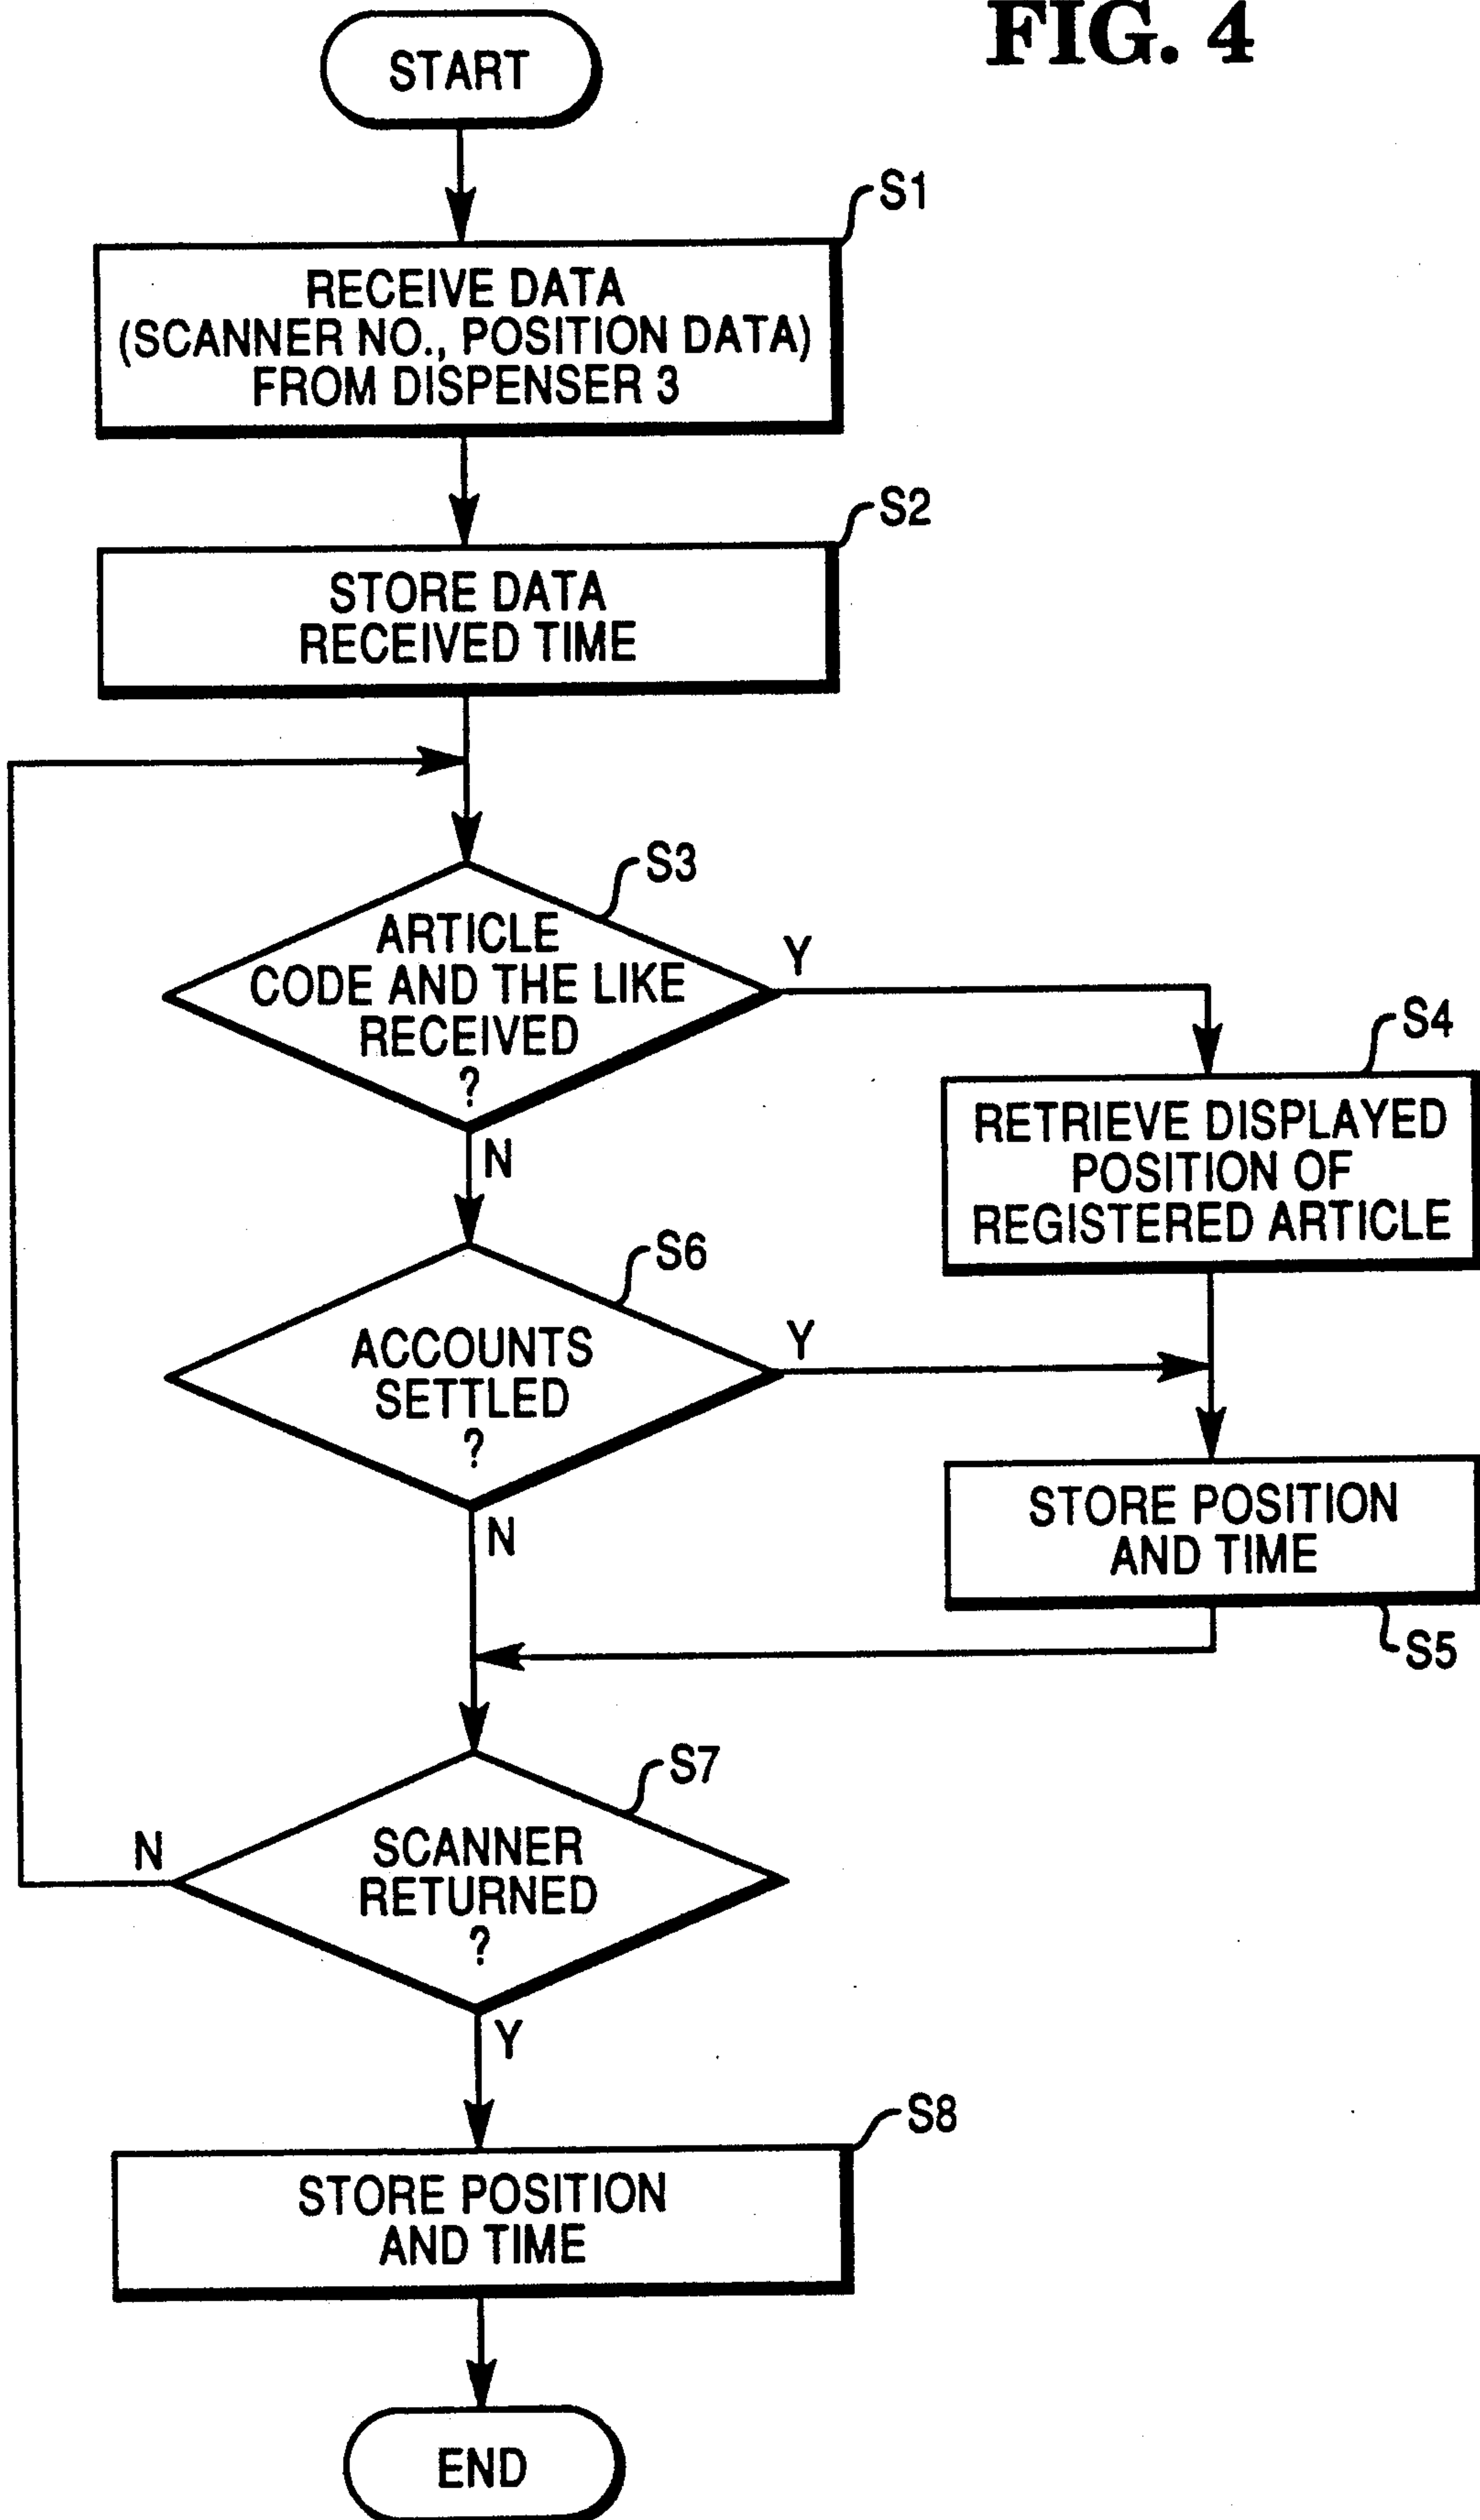 FIG. 4
START
S1
RECEIVE DATA
(SCANNER NO., POSITION DATA)
FROM DISPENSER 3
S2
STORE DATA
RECEIVED TIME
S3
ARTICLE
CODE AND THE LIKE
RECEIVED
?
Y
N
S4
RETRIEVE DISPLAYED
POSITION OF
REGISTERED ARTICLE
S6
ACCOUNTS
SETTLED
?
Y
N
STORE POSITION
AND TIME
S5
S7
SCANNER
RETURNED
?
N
Y
S8
STORE POSITION
AND TIME
END